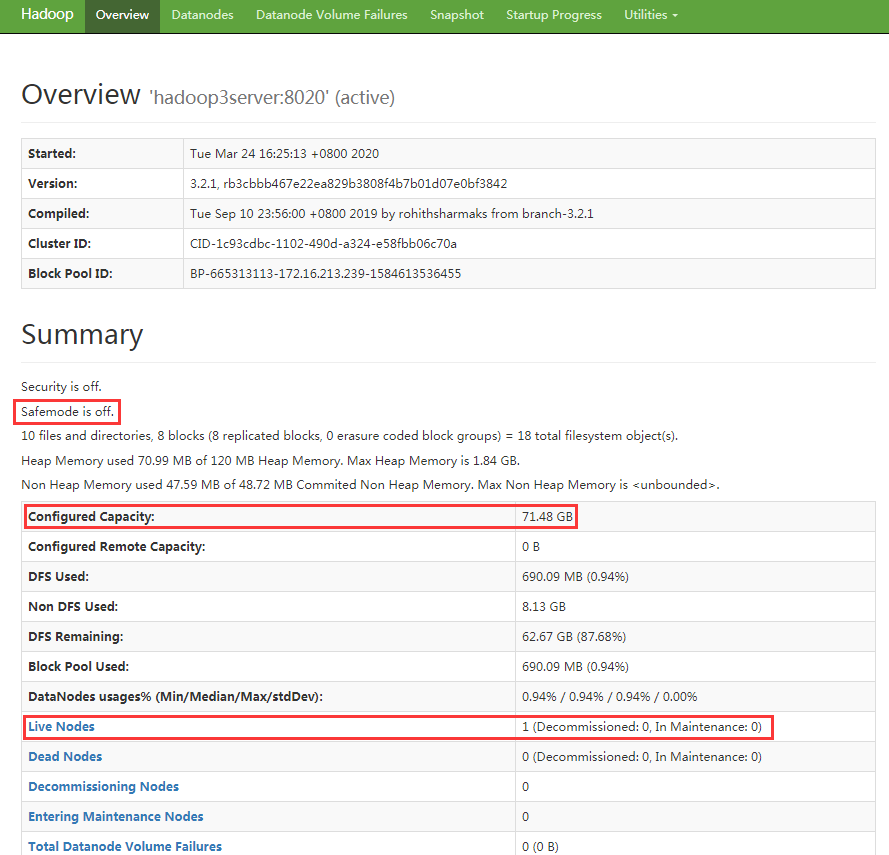 Hadoop Overview Datanodes Datanode Volume Failures Snapshot Startup Progress Utilities
Overview 'hadoop3server:8020' (active)
Started: Tue Mar 24 16:25:13 +0800 2020
Version: 3.2.1, rb3cbbb467e22ea829b3808f4b7b01d07e0bf3842
Compiled: Tue Sep 10 23:56:00 +0800 2019 by rohithsharmaks from branch-3.2.1
Cluster ID: CID-1c93cdbc-1102-490d-a324-e58fbb06c70a
Block Pool ID: BP-665313113-172.16.213.239-1584613536455
Summary
Security is off.
Safemode is off.
10 files and directories, 8 blocks (8 replicated blocks, 0 erasure coded block groups) = 18 total filesystem object(s).
Heap Memory used 70.99 MB of 120 MB Heap Memory. Max Heap Memory is 1.84 GB.
Non Heap Memory used 47.59 MB of 48.72 MB Commited Non Heap Memory. Max Non Heap Memory is <unbounded>.
Configured Capacity: 71.48 GB
Configured Remote Capacity: 0 B
DFS Used: 690.09 MB (0.94%)
Non DFS Used: 8.13 GB
DFS Remaining: 62.67 GB (87.68%)
Block Pool Used: 690.09 MB (0.94%)
DataNodes usages% (Min/Median/Max/stdDev): 0.94% / 0.94% / 0.94% / 0.00%
Live Nodes 1 (Decommissioned: 0, In Maintenance: 0)
Dead Nodes 0 (Decommissioned: 0, In Maintenance: 0)
Decommissioning Nodes 0
Entering Maintenance Nodes 0
Total Datanode Volume Failures 0 (0 B)